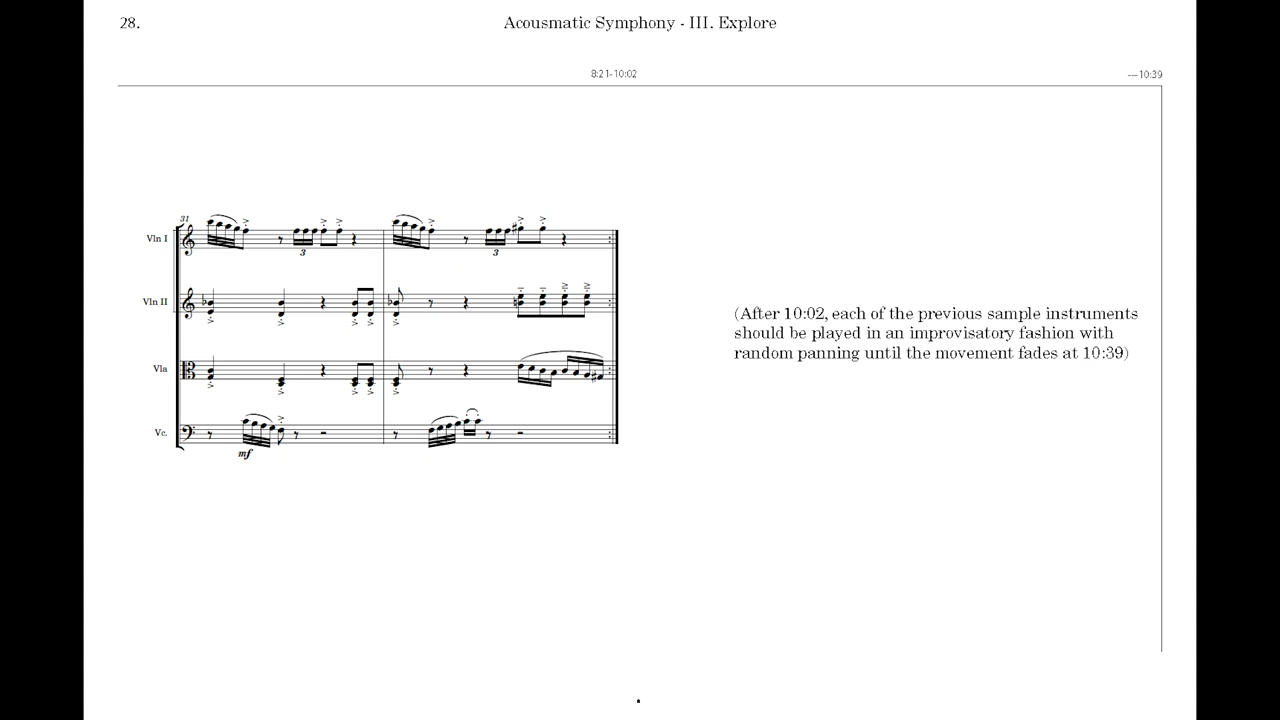 28.
Acousmatic Symphony - III. Explore
8:21-10:02
---10:39
31
Vln I
3
3
Vln II
(After 10:02, each of the previous sample instruments
should be played in an improvisatory fashion with
random panning until the movement fades at 10:39)
Vla
Vc.
mf